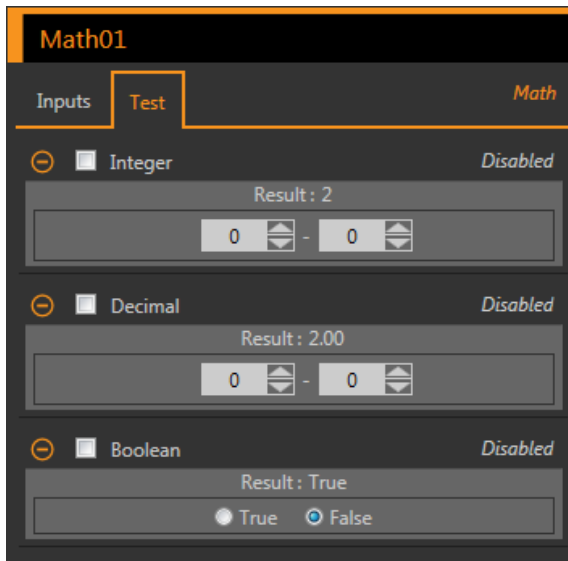 Math01
Inputs Test Math
Integer Disabled
Result : 2
0 - 0
Decimal Disabled
Result : 2.00
0 - 0
Boolean Disabled
Result : True
True False